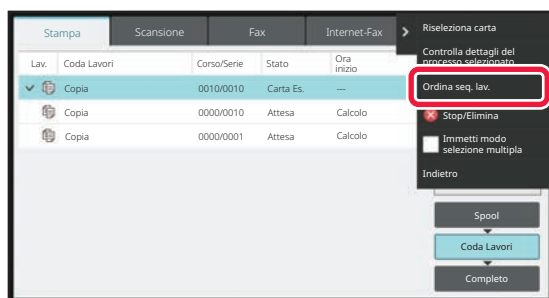 Stampa
Scansione
Fax
Internet-Fax
Lav.
Coda Lavori
Corso/Serie
Stato
Ora
inizio
Copia
0010/0010
Carta Es.
---
Copia
0000/0010
Attesa
Calcolo
Copia
0000/0001
Attesa
Calcolo
Riseleziona carta
Controlla dettagli del
processo selezionato
Ordina seq. lav.
Stop/Elimina
Immetti modo
selezione multipla
Indietro
Spool
Coda Lavori
Completo